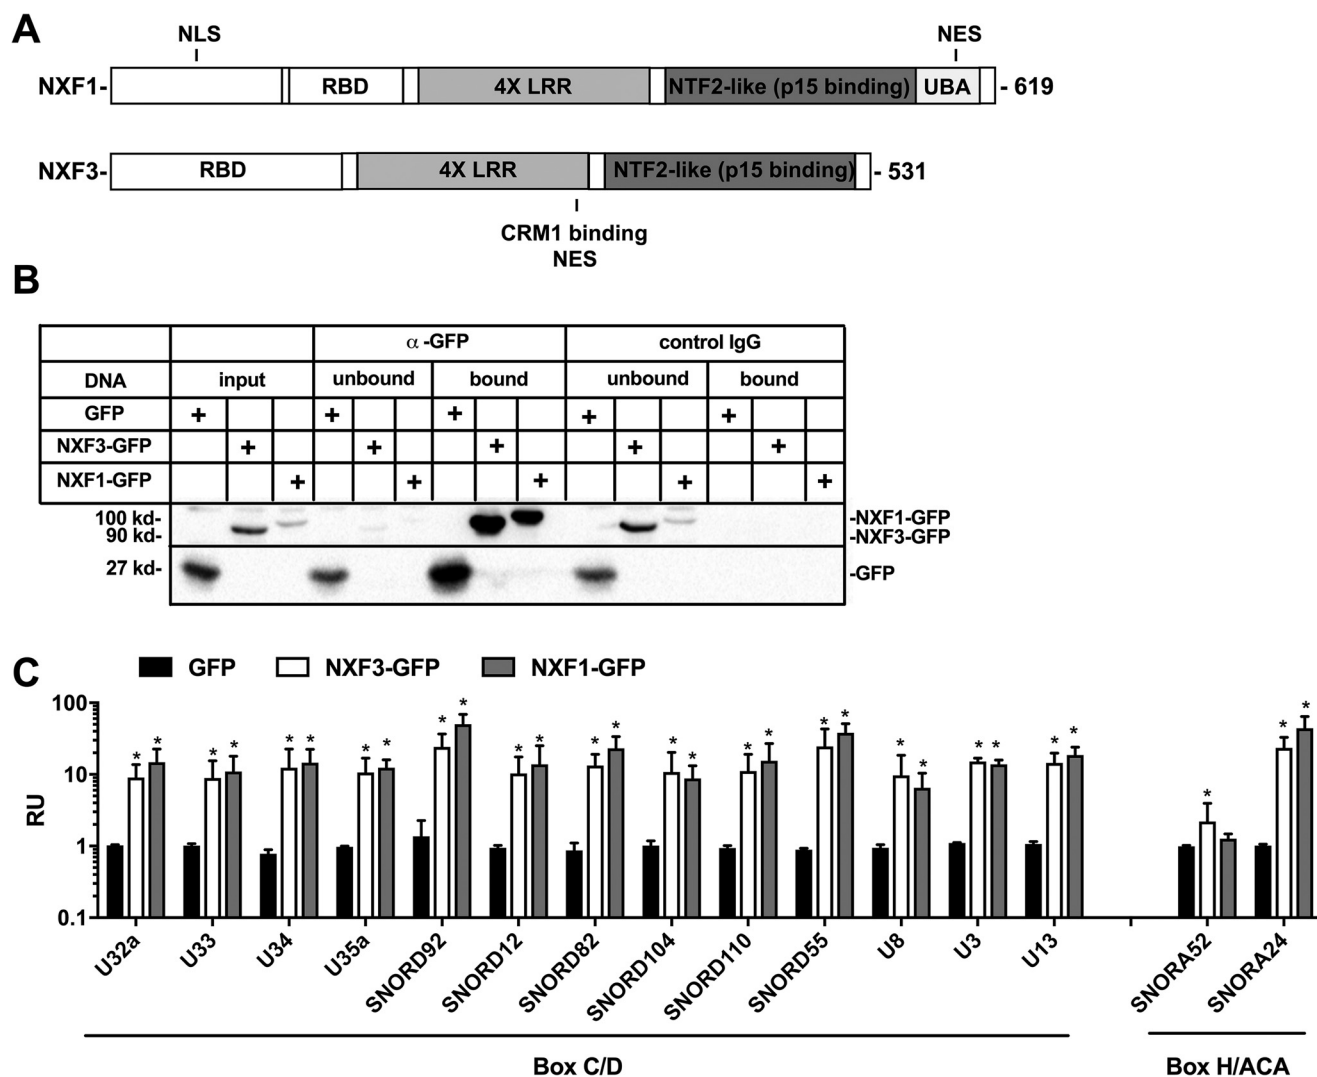 A
NLS
NES
NXF1-
RBD
4X LRR
NTF2-like (p15 binding)
UBA
- 619
NXF3-
RBD
4X LRR
NTF2-like (p15 binding)
- 531
CRM1 binding
NES
B
α -GFP
control IgG
DNA
input
unbound
bound
unbound
bound
GFP
+ + + + +
NXF3-GFP
+ + + + +
NXF1-GFP
+ + + + +
100 kd-
-NXF1-GFP
90 kd-
-NXF3-GFP
27 kd-
-GFP
C
GFP
NXF3-GFP
NXF1-GFP
RU
100
10
1
0.1
* * * * * * * * * * * * * * * * * * * * * * * * * * * * *
U32a
U33
U34
U35a
SNORD92
SNORD12
SNORD82
SNORD104
SNORD110
SNORD55
U8
U3
U13
SNORA52
SNORA24
Box C/D
Box H/ACA